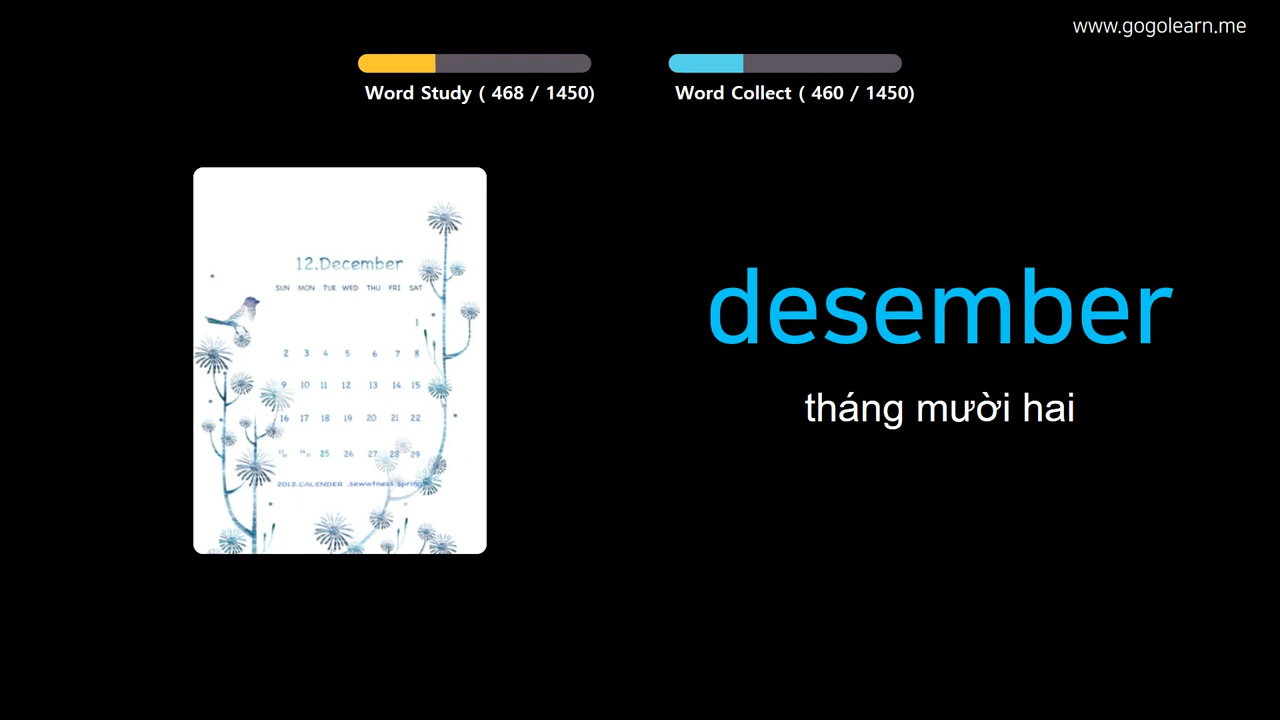 www.gogolearn.me
Word Study ( 468 / 1450)
Word Collect ( 460 / 1450)
12.December
SUN MON TUE WED THU FRI SAT
1
2 3 4 5 6 7 8
9 10 11 12 13 14 15
16 17 18 19 20 21 22
25 26 27 28 29
2012.CALENDER .sewwtness spring
desember
tháng mười hai